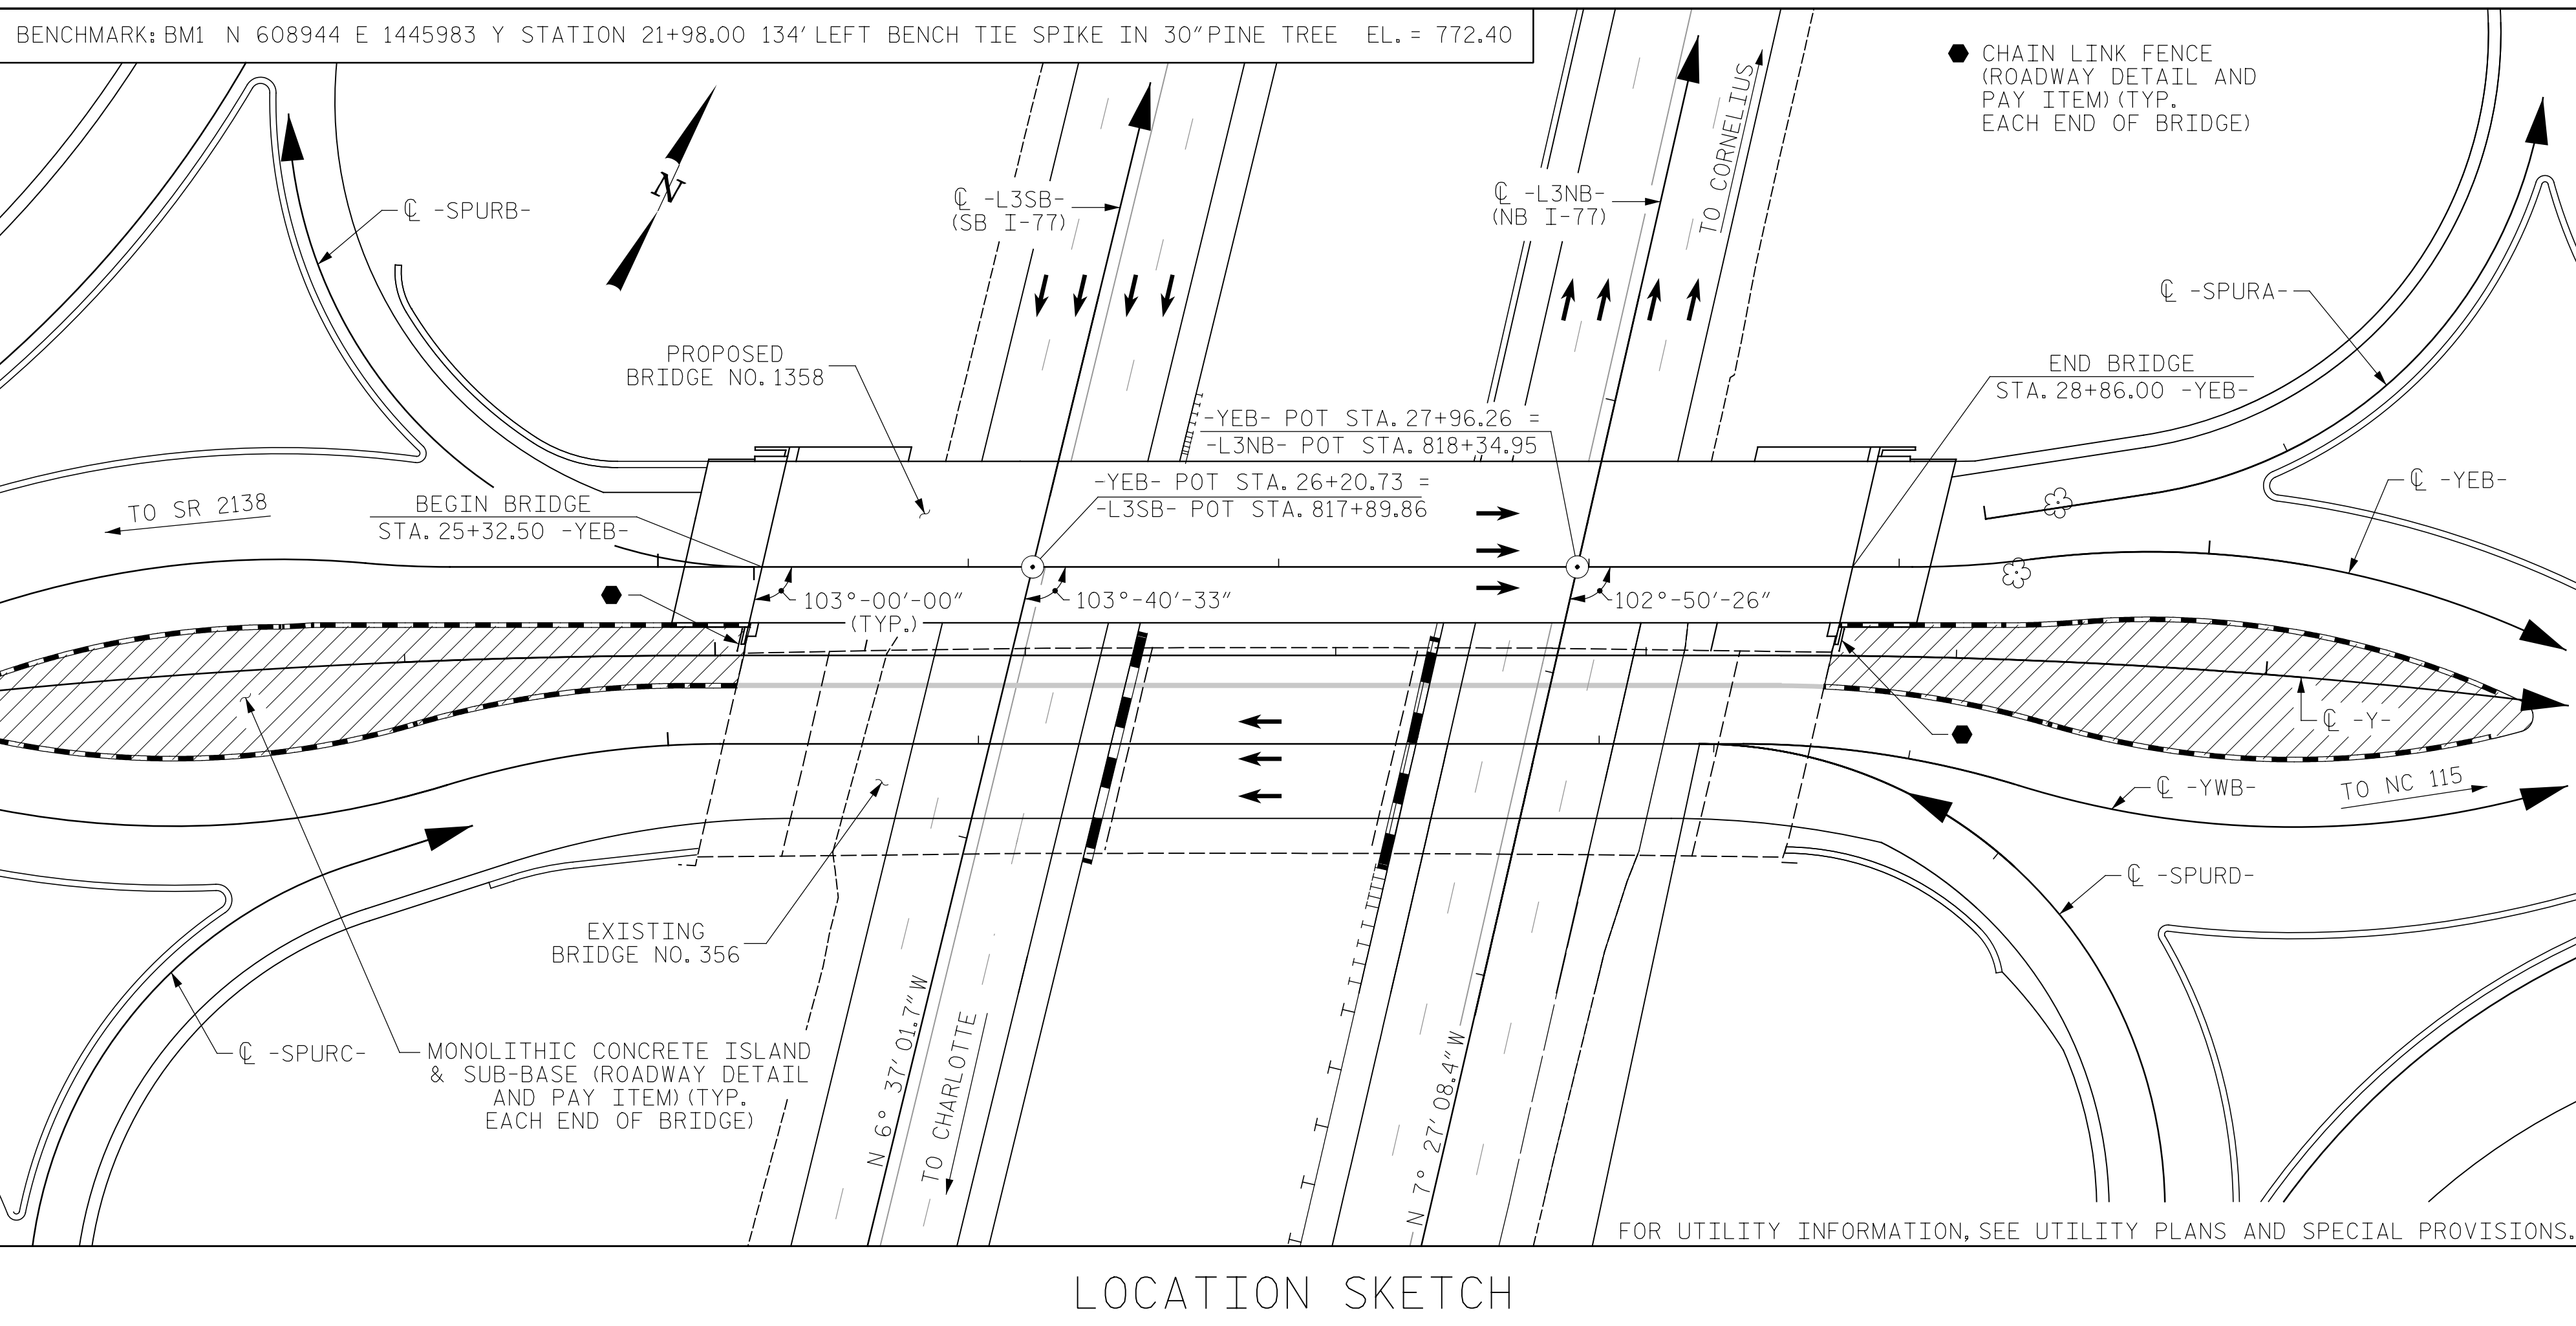 BENCHMARK: BM1 N 608944 E 1445983 Y STATION 21+98.00 134' LEFT BENCH TIE SPIKE IN 30" PINE TREE EL. = 772.40
CHAIN LINK FENCE
(ROADWAY DETAIL AND
PAY ITEM) (TYP.
EACH END OF BRIDGE)
N
℄ -SPURB-
℄ -L3SB-
(SB I-77)
℄ -L3NB-
(NB I-77)
TO CORNELIUS
℄ -SPURA-
PROPOSED
BRIDGE NO. 1358
END BRIDGE
STA. 28+86.00 -YEB-
-YEB- POT STA. 27+96.26 =
-L3NB- POT STA. 818+34.95
-YEB- POT STA. 26+20.73 =
-L3SB- POT STA. 817+89.86
℄ -YEB-
TO SR 2138
BEGIN BRIDGE
STA. 25+32.50 -YEB-
103°-00'-00"
(TYP.)
103°-40'-33"
102°-50'-26"
℄ -Y-
℄ -YWB-
TO NC 115
℄ -SPURD-
EXISTING
BRIDGE NO. 356
℄ -SPURC-
MONOLITHIC CONCRETE ISLAND
& SUB-BASE (ROADWAY DETAIL
AND PAY ITEM) (TYP.
EACH END OF BRIDGE)
N 6° 37' 01.7" W
TO CHARLOTTE
N 7° 27' 08.4" W
FOR UTILITY INFORMATION, SEE UTILITY PLANS AND SPECIAL PROVISIONS.
LOCATION SKETCH